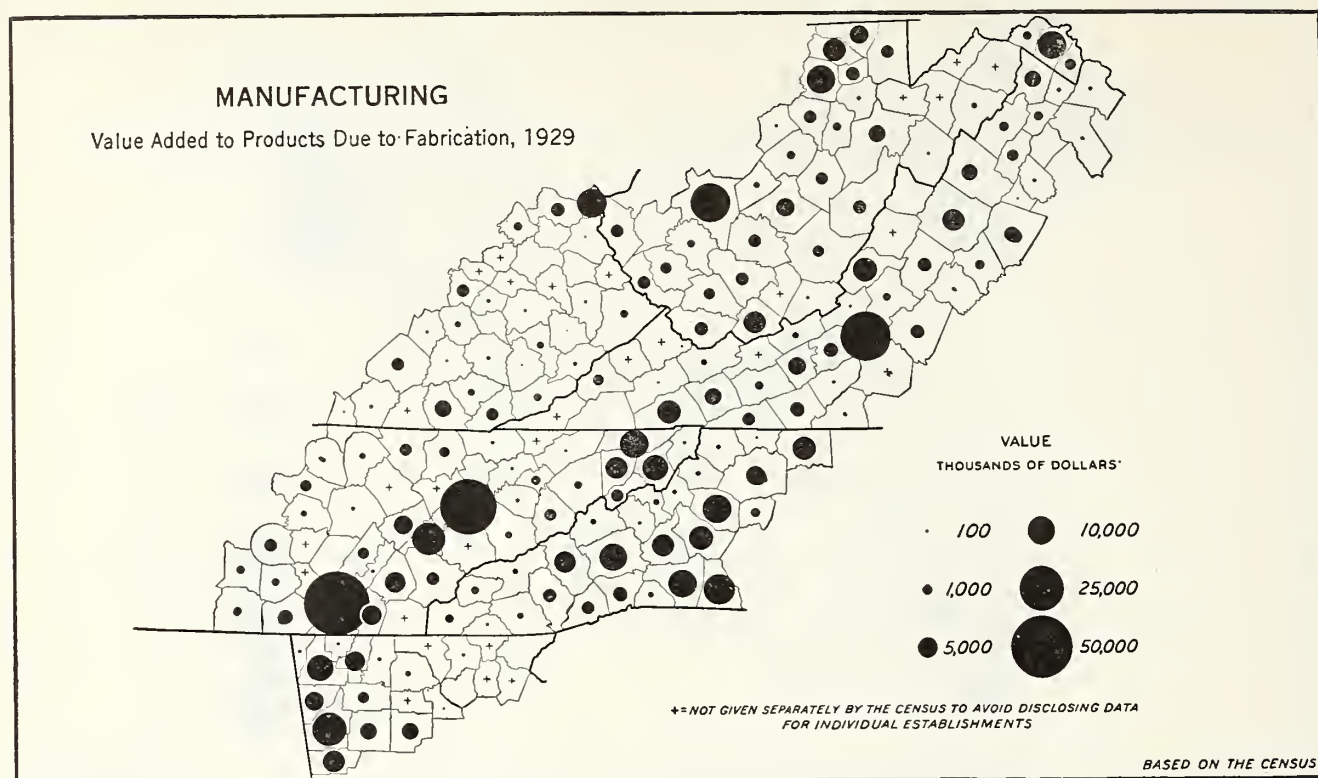 MANUFACTURING
Value Added to Products Due to Fabrication, 1929
VALUE
THOUSANDS OF DOLLARS
100 10,000
1,000 25,000
5,000 50,000
+=NOT GIVEN SEPARATELY BY THE CENSUS TO AVOID DISCLOSING DATA
FOR INDIVIDUAL ESTABLISHMENTS
BASED ON THE CENSUS